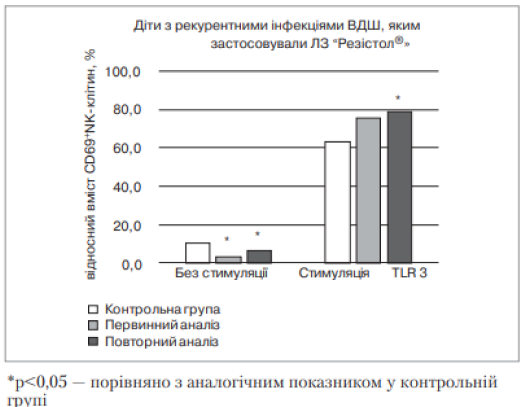 Діти з рекурентними інфекціями ВДШ, яким
застосовували ЛЗ “Резістол®»
відносний вміст CD69⁺NK-клітин, %
100,0
80,0
60,0
40,0
20,0
0,0
* * *
Без стимуляції Стимуляція TLR 3
Контрольна група
Первинний аналіз
Повторний аналіз
*p<0,05 — порівняно з аналогічним показником у контрольній
групі